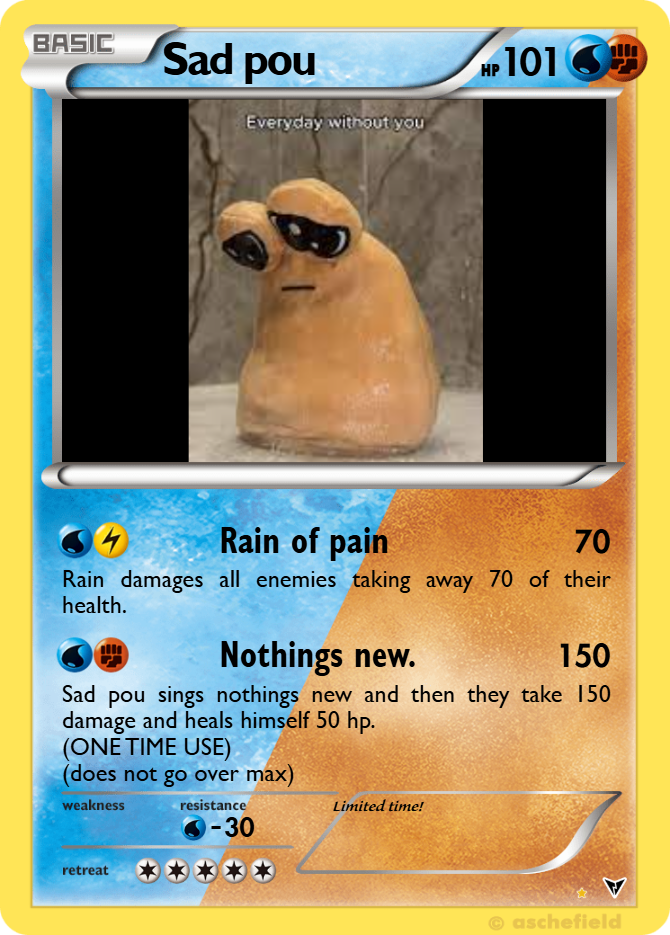 BASIC
Sad pou
HP 101
Everyday without you
Rain of pain 70
Rain damages all enemies taking away 70 of their
health.
Nothings new. 150
Sad pou sings nothings new and then they take 150
damage and heals himself 50 hp.
(ONE TIME USE)
(does not go over max)
weakness resistance Limited time!
-30
retreat
© aschefield